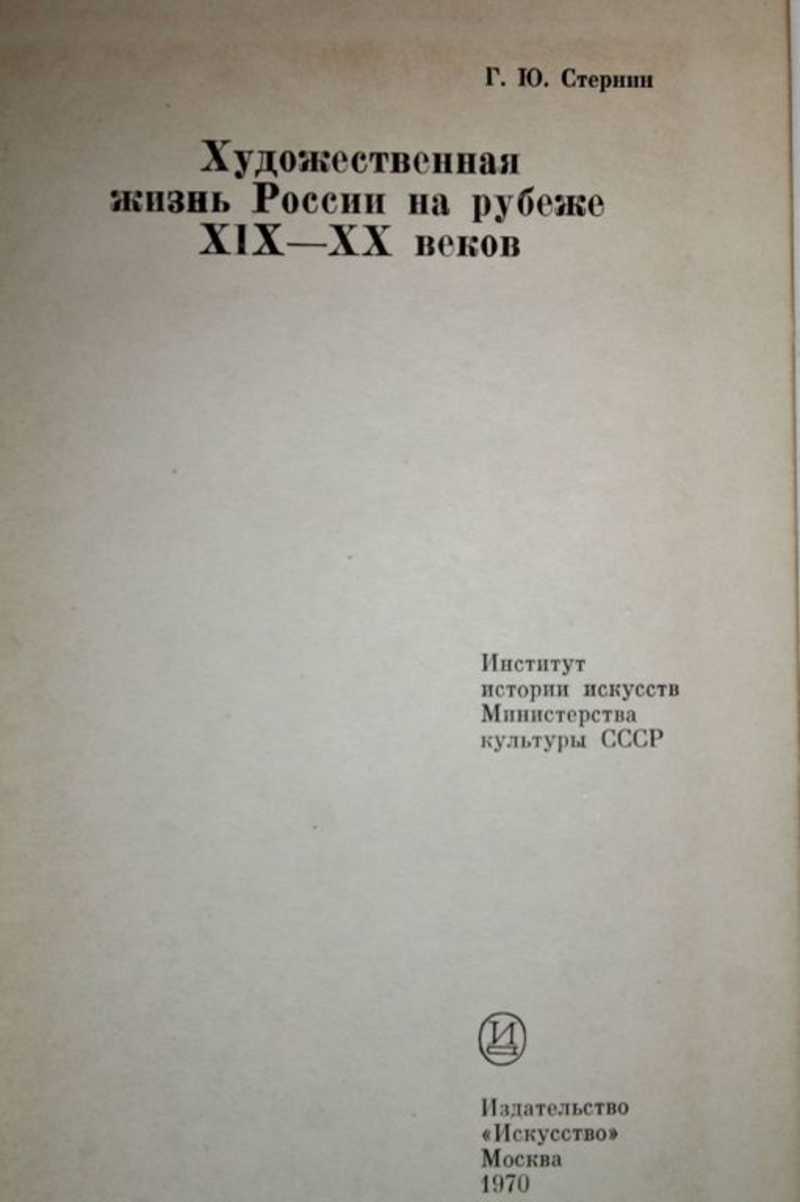 Г. Ю. Стернин
Художественная
жизнь России на рубеже
XIX—XX веков
Институт
истории искусств
Министерства
культуры СССР
И
Издательство
«Искусство»
Москва
1970